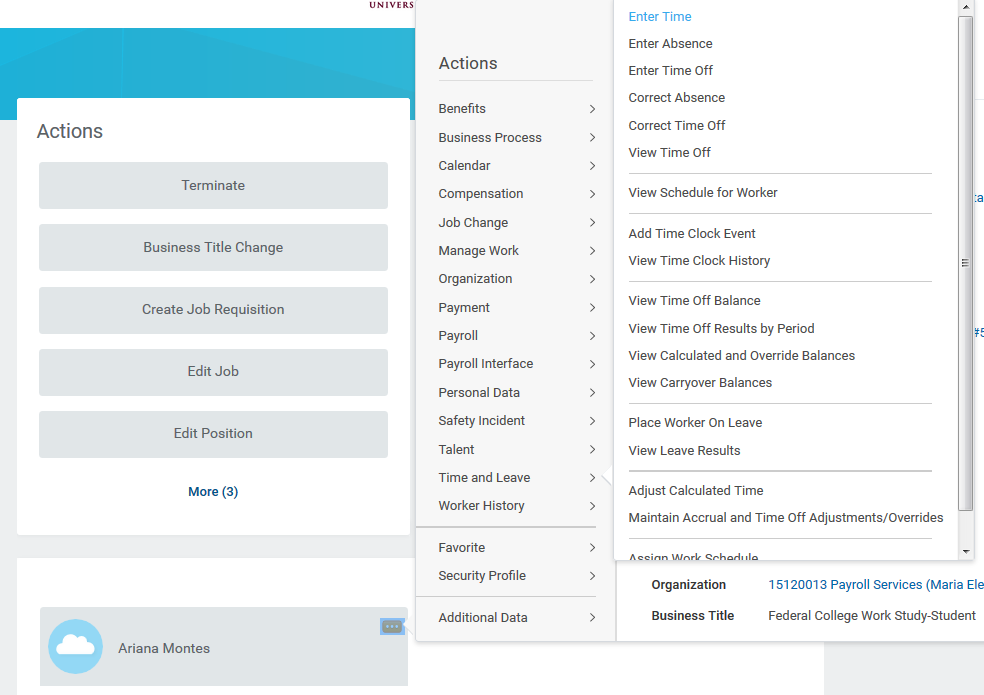 UNIVERS
Actions
Terminate
Business Title Change
Create Job Requisition
Edit Job
Edit Position
More (3)
Ariana Montes
Actions
Benefits
Business Process
Calendar
Compensation
Job Change
Manage Work
Organization
Payment
Payroll
Payroll Interface
Personal Data
Safety Incident
Talent
Time and Leave
Worker History
Favorite
Security Profile
Additional Data
Enter Time
Enter Absence
Enter Time Off
Correct Absence
Correct Time Off
View Time Off
View Schedule for Worker
Add Time Clock Event
View Time Clock History
View Time Off Balance
View Time Off Results by Period
View Calculated and Override Balances
View Carryover Balances
Place Worker On Leave
View Leave Results
Adjust Calculated Time
Maintain Accrual and Time Off Adjustments/Overrides
Assign Work Schedule
Organization 15120013 Payroll Services (Maria Ele
Business Title Federal College Work Study-Student